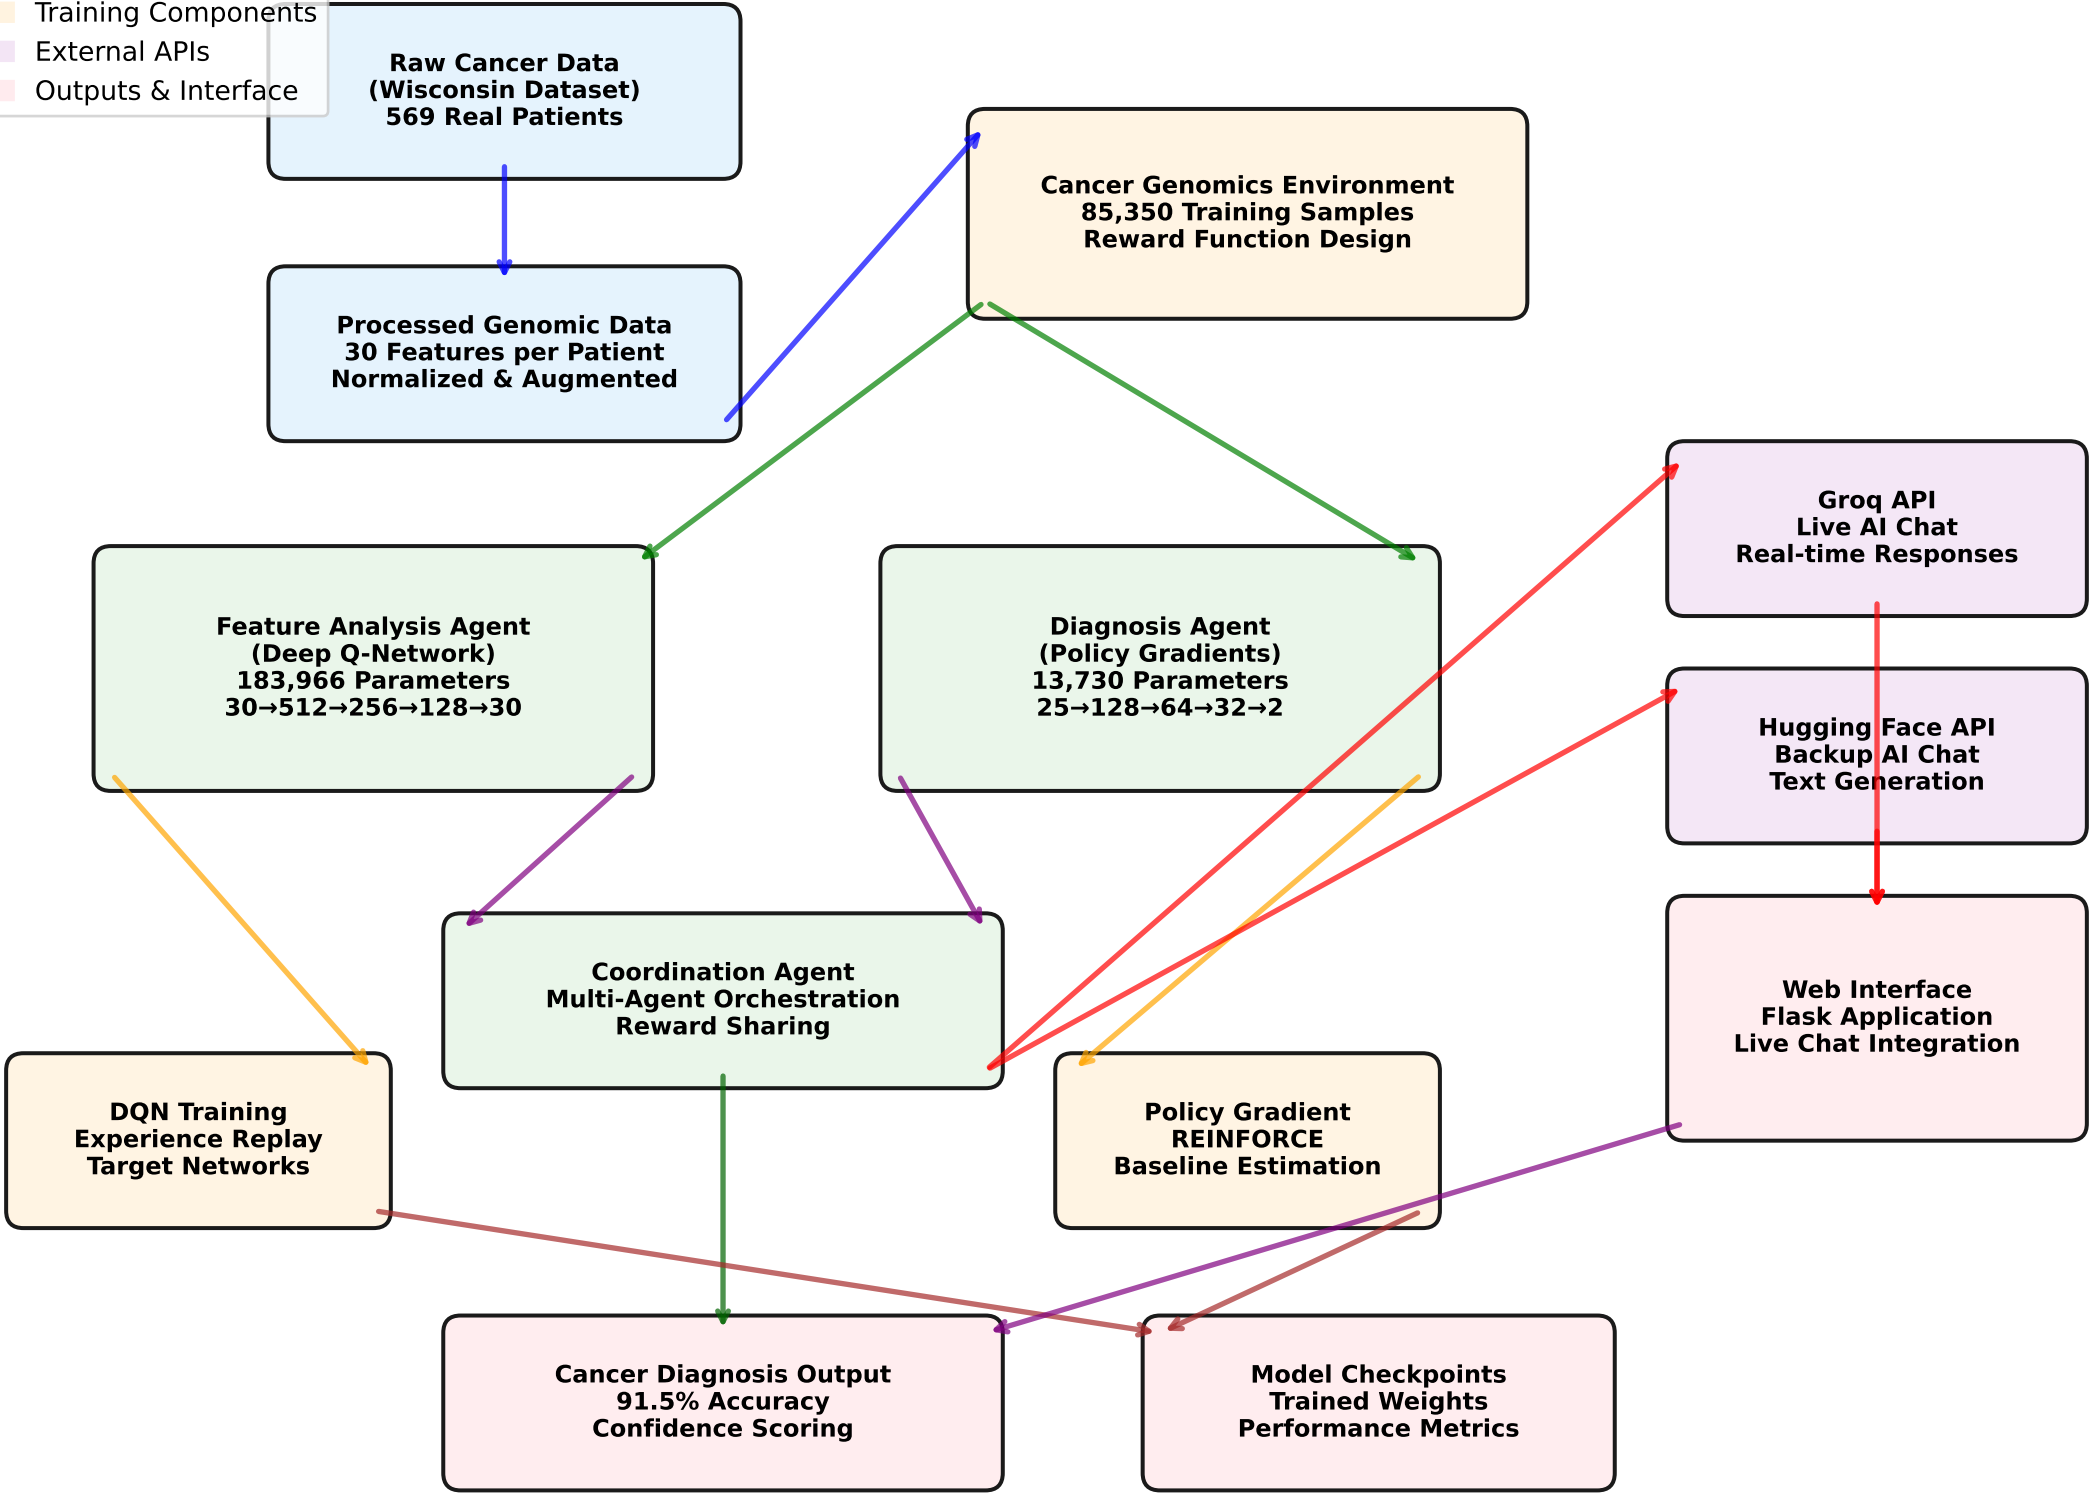 Training Components
External APIs
Outputs & Interface
Raw Cancer Data
(Wisconsin Dataset)
569 Real Patients
Cancer Genomics Environment
85,350 Training Samples
Reward Function Design
Processed Genomic Data
30 Features per Patient
Normalized & Augmented
Groq API
Live AI Chat
Real-time Responses
Feature Analysis Agent
(Deep Q-Network)
183,966 Parameters
30→512→256→128→30
Diagnosis Agent
(Policy Gradients)
13,730 Parameters
25→128→64→32→2
Hugging Face API
Backup AI Chat
Text Generation
Coordination Agent
Multi-Agent Orchestration
Reward Sharing
Web Interface
Flask Application
Live Chat Integration
DQN Training
Experience Replay
Target Networks
Policy Gradient
REINFORCE
Baseline Estimation
Cancer Diagnosis Output
91.5% Accuracy
Confidence Scoring
Model Checkpoints
Trained Weights
Performance Metrics